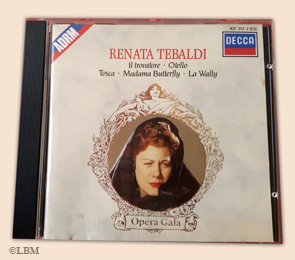 ADRM
DECCA
RENATA TEBALDI
Il trovatore · Otello
Tosca · Madama Butterfly · La Wally
Opera Gala
©LBM